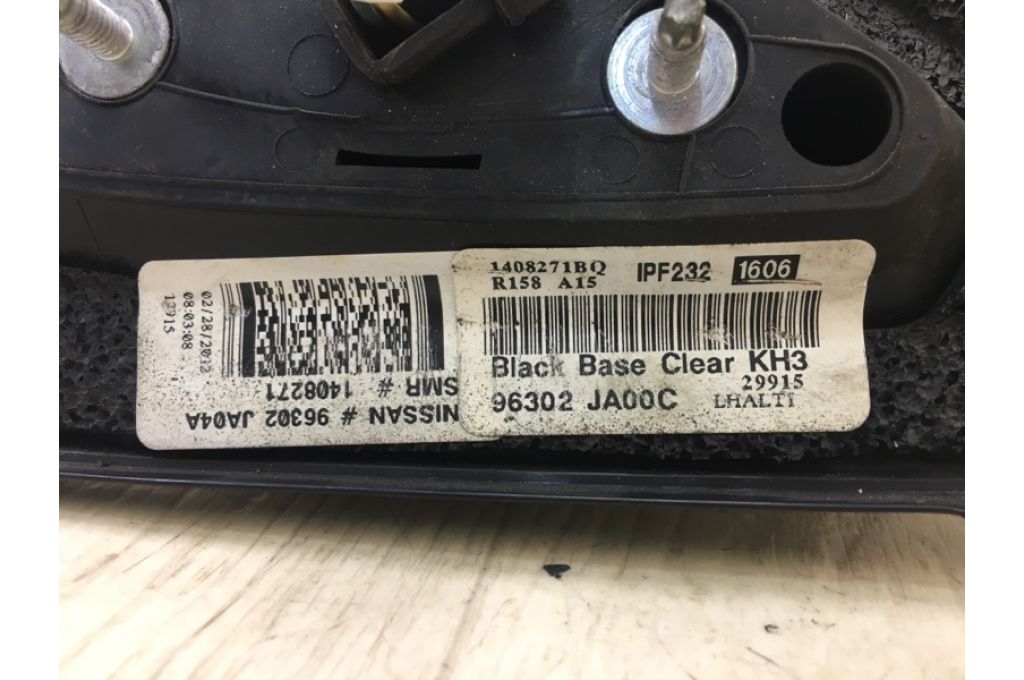 02/28/2012
08:03:08
13915
SMR # 1408271
NISSAN # 96302 JA04A
1408271BQ IPF232 1606
R158 A15
Black Base Clear KH3
29915
96302 JA00C LHALTI